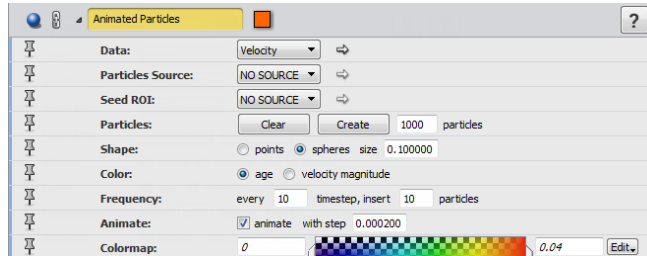 Animated Particles ?
Data: Velocity
Particles Source: NO SOURCE
Seed ROI: NO SOURCE
Particles: Clear Create 1000 particles
Shape: points spheres size 0.100000
Color: age velocity magnitude
Frequency: every 10 timestep, insert 10 particles
Animate: animate with step 0.000200
Colormap: 0 0.04 Edit